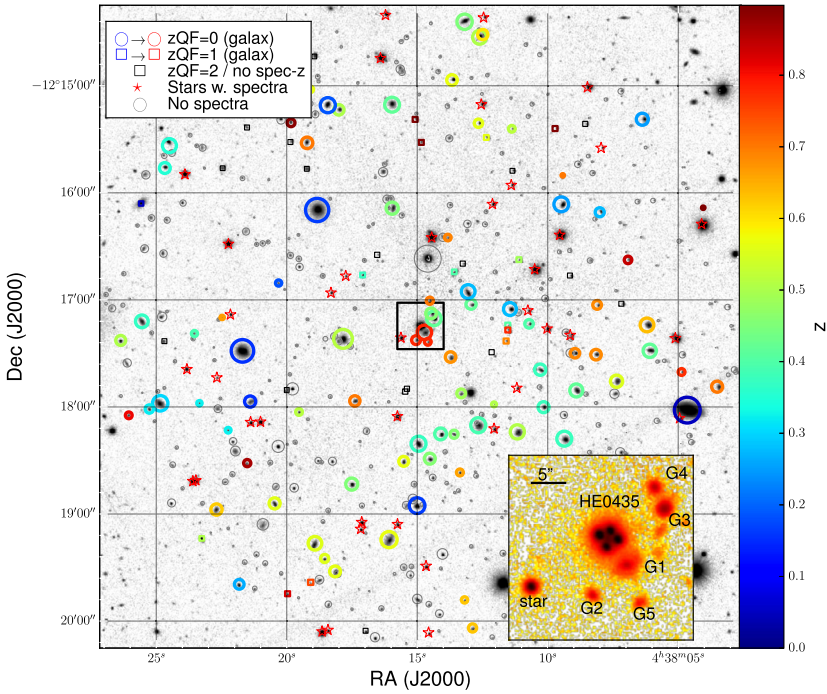 zQF=0 (galax)
zQF=1 (galax)
zQF=2 / no spec-z
Stars w. spectra
No spectra
−12°15′00″
16′00″
17′00″
18′00″
19′00″
20′00″
Dec (J2000)
25ˢ
20ˢ
15ˢ
10ˢ
4ʰ38ᵐ05ˢ
RA (J2000)
5"
HE0435
G4
G3
G1
G2
G5
star
0.8
0.7
0.6
0.5
0.4
0.3
0.2
0.1
0.0
z